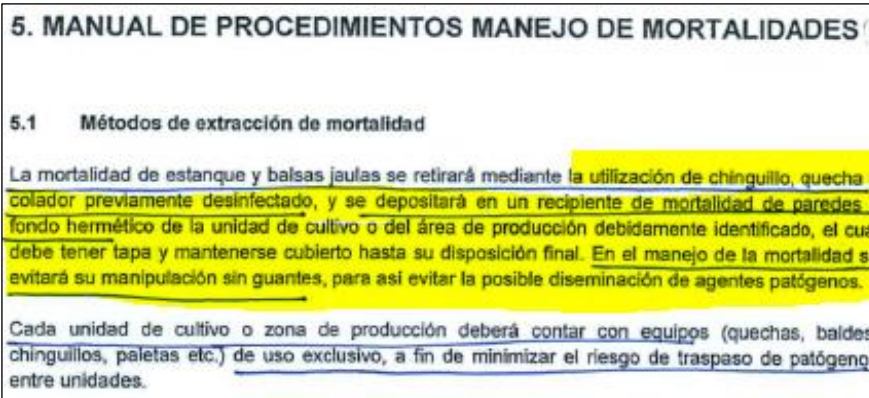 5. MANUAL DE PROCEDIMIENTOS MANEJO DE MORTALIDADES
5.1 Métodos de extracción de mortalidad
La mortalidad de estanque y balsas jaulas se retirará mediante la utilización de chinguillo, quecha
colador previamente desinfectado, y se depositará en un recipiente de mortalidad de paredes
fondo hermético de la unidad de cultivo o del área de producción debidamente identificado, el
debe tener tapa y mantenerse cubierto hasta su disposición final. En el manejo de la mortalidad
evitará su manipulación sin guantes, para así evitar la posible diseminación de agentes patógenos.
Cada unidad de cultivo o zona de producción deberá contar con equipos (quechas, baldes
chinguillos, paletas etc.) de uso exclusivo, a fin de minimizar el riesgo de traspaso de patógeno
entre unidades.